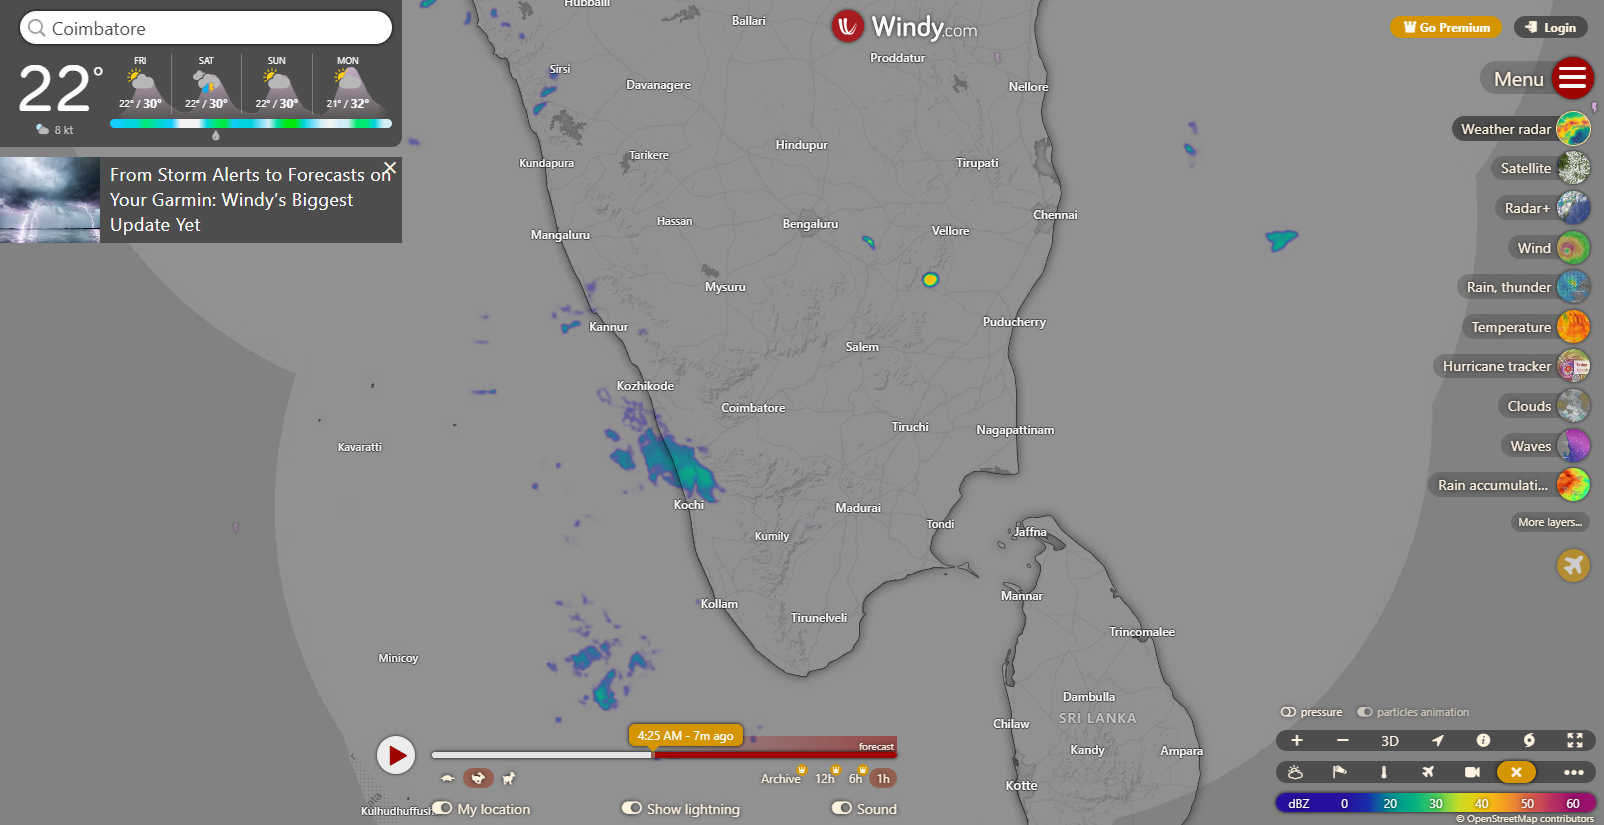 Coimbatore
22°
8 kt
FRI
SAT
SUN
MON
22° / 30°
22° / 30°
22° / 30°
21° / 32°
From Storm Alerts to Forecasts on
Your Garmin: Windy's Biggest
Update Yet
Windy.com
Go Premium
Login
Menu
Weather radar
Satellite
Radar+
Wind
Rain, thunder
Temperature
Hurricane tracker
Clouds
Waves
Rain accumulati...
More layers...
Hubballi
Ballari
Proddatur
Sirsi
Davanagere
Nellore
Hindupur
Kundapura
Tarikere
Tirupati
Chennai
Hassan
Bengaluru
Vellore
Mangaluru
Mysuru
Puducherry
Kannur
Salem
Kozhikode
Coimbatore
Tiruchi
Nagapattinam
Kavaratti
Kochi
Madurai
Tondi
Jaffna
Kumily
Mannar
Kollam
Tirunelveli
Trincomalee
Minicoy
Dambulla
Chilaw
SRI LANKA
Kandy
Ampara
Kotte
Kulhudhuffush
4:25 AM - 7m ago
forecast
Archive
12h
6h
1h
My location
Show lightning
Sound
pressure
particles animation
3D
dBZ 0 20 30 40 50 60
© OpenStreetMap contributors